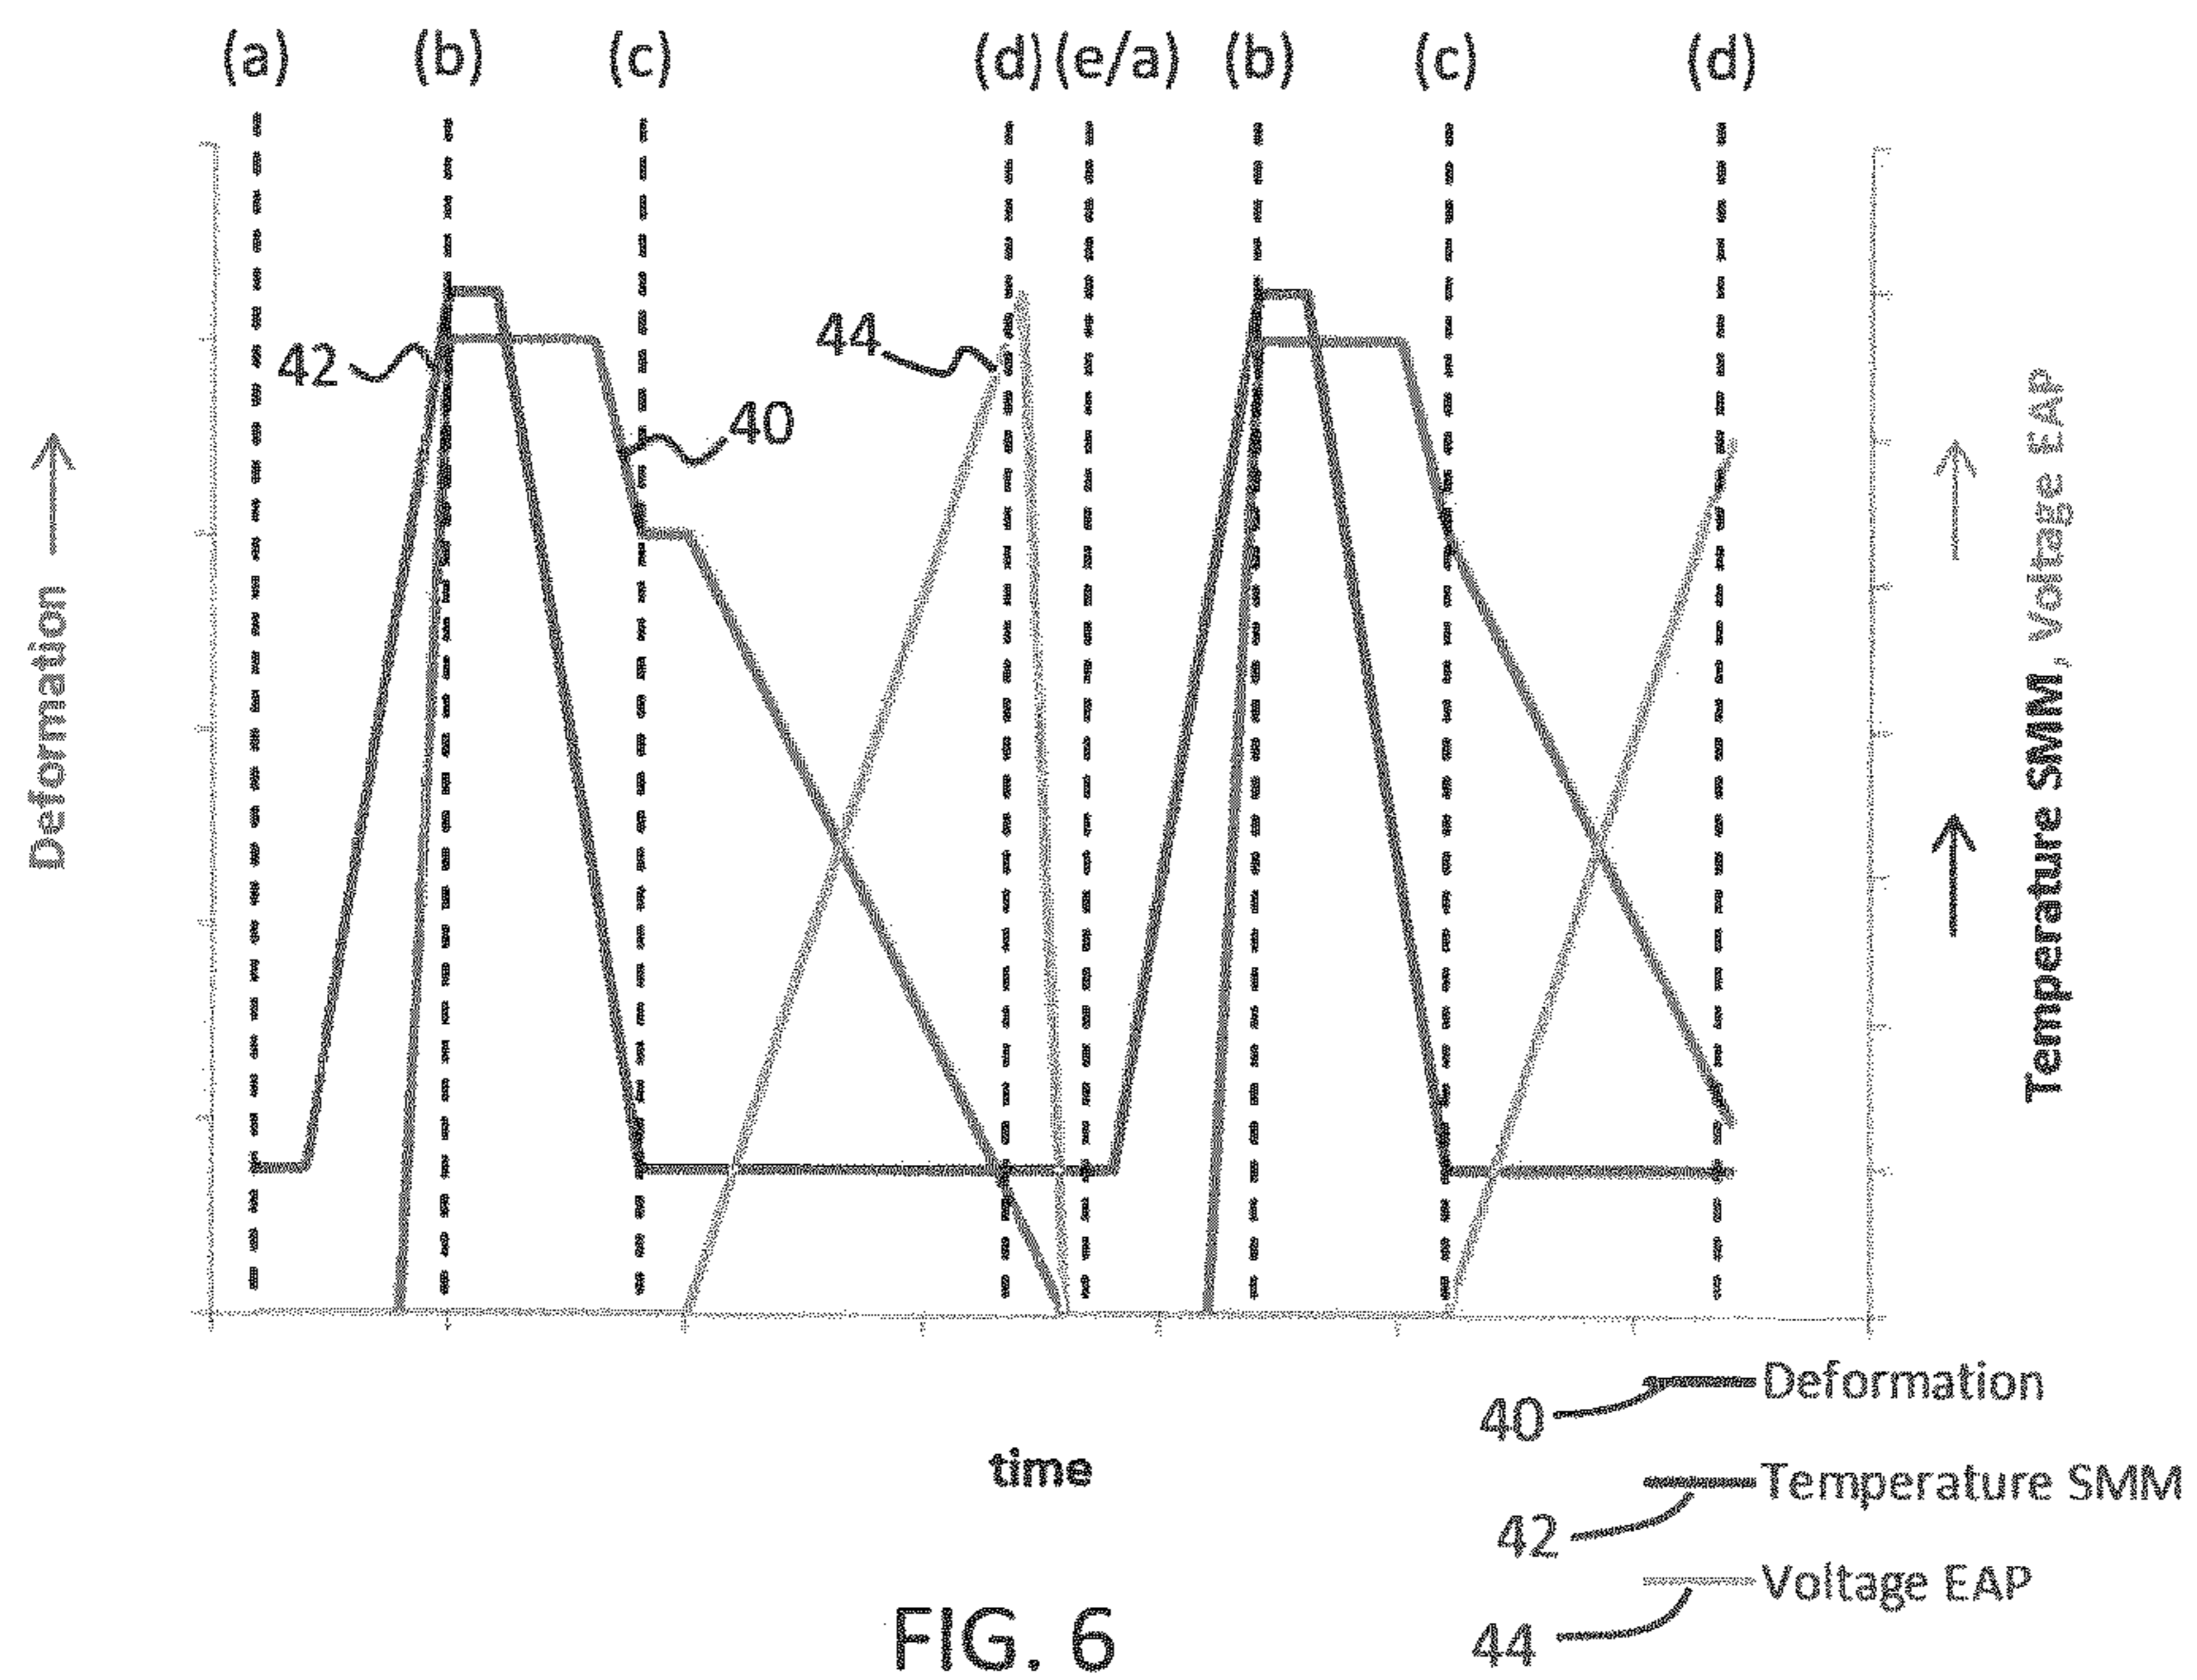 (a) (b) (c) (d) (e/a) (b) (c) (d)
42
44
40
Deformation
Temperature SMM, Voltage EAP
40 Deformation
time
42 Temperature SMM
44 Voltage EAP
FIG. 6